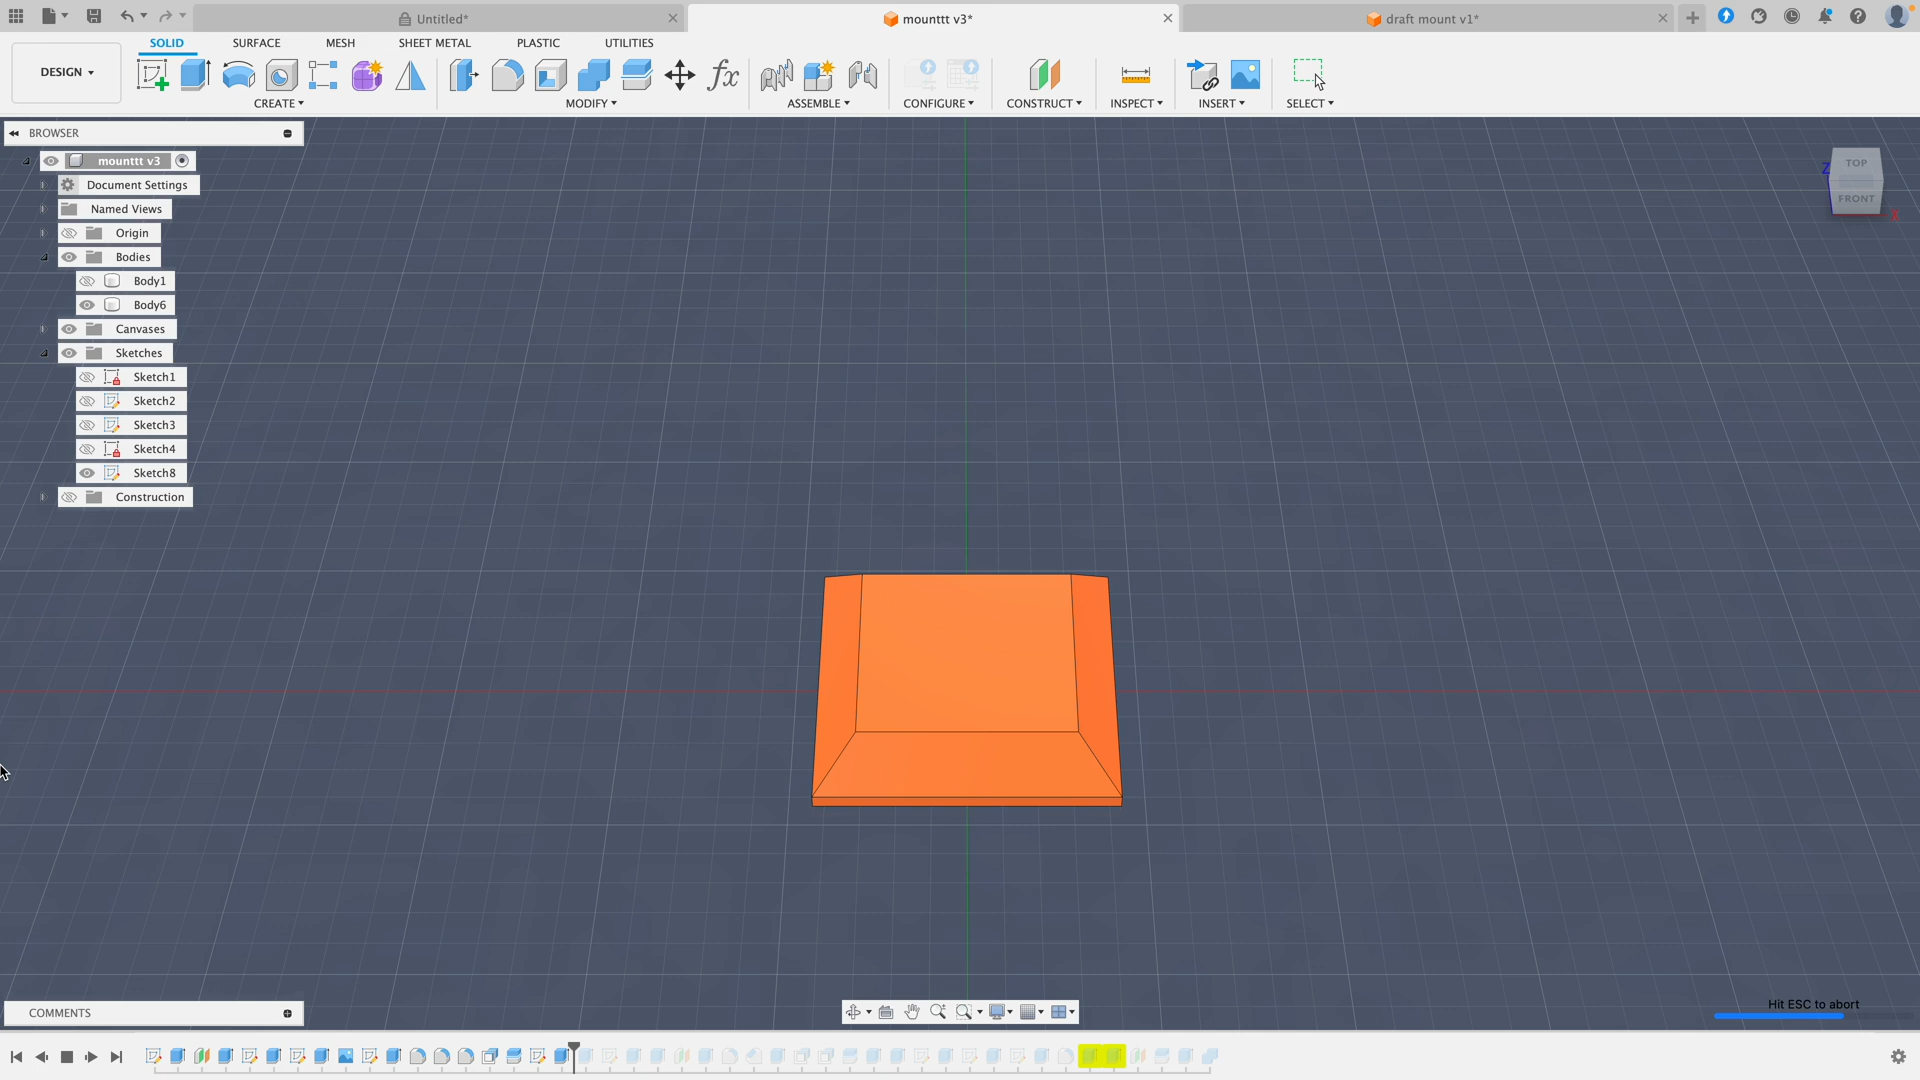 Untitled*
mounttt v3*
draft mount v1*
SOLID
SURFACE
MESH
SHEET METAL
PLASTIC
UTILITIES
DESIGN
CREATE
MODIFY
ASSEMBLE
CONFIGURE
CONSTRUCT
INSPECT
INSERT
SELECT
fx
BROWSER
mounttt v3
Document Settings
Named Views
Origin
Bodies
Body1
Body6
Canvases
Sketches
Sketch1
Sketch2
Sketch3
Sketch4
Sketch8
Construction
Z
TOP
FRONT
X
Hit ESC to abort
COMMENTS